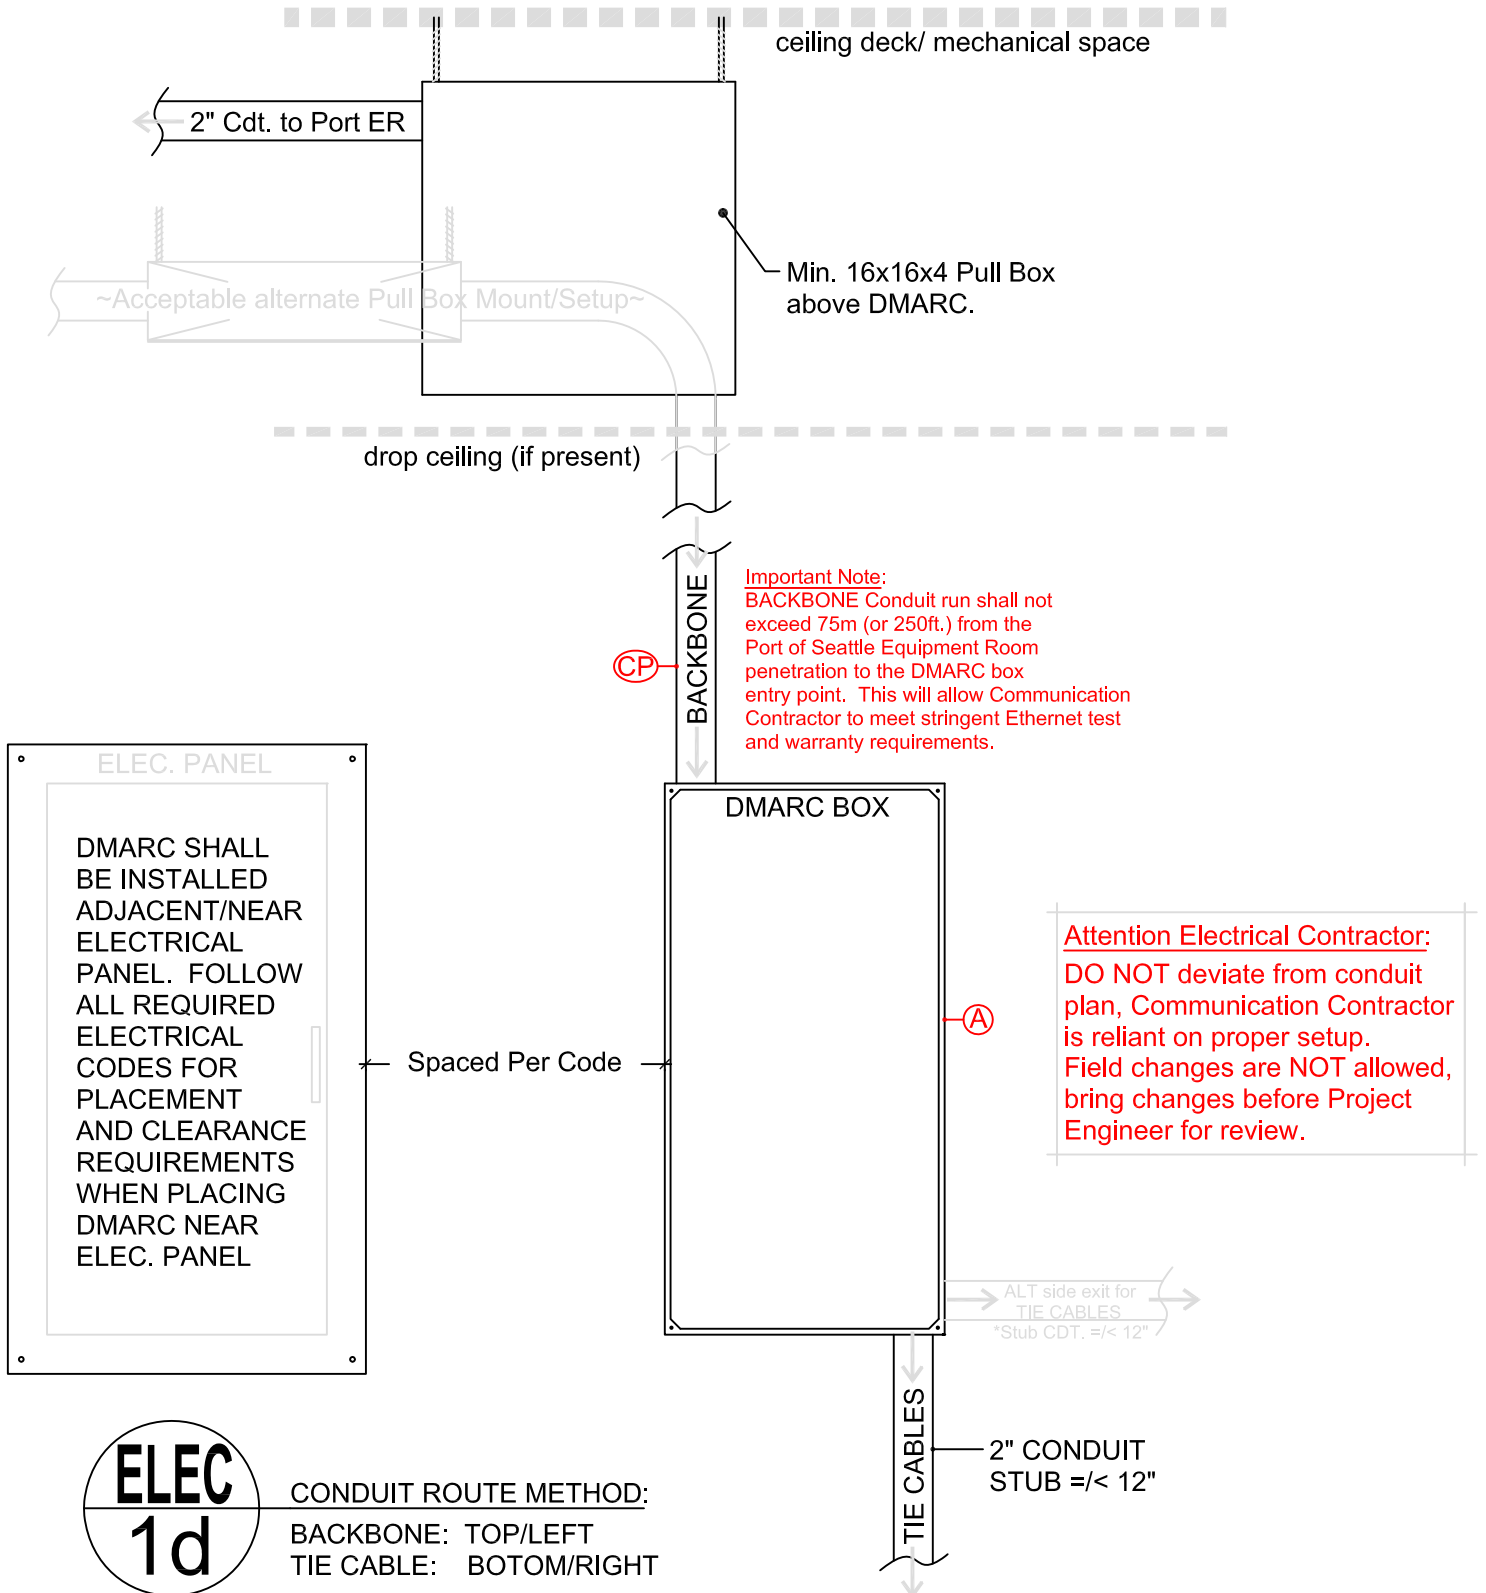 ceiling deck/ mechanical space
2" Cdt. to Port ER
Min. 16x16x4 Pull Box
above DMARC.
~Acceptable alternate Pull Box Mount/Setup~
drop ceiling (if present)
BACKBONE
Important Note:
BACKBONE Conduit run shall not
exceed 75m (or 250ft.) from the
Port of Seattle Equipment Room
penetration to the DMARC box
entry point.  This will allow Communication
Contractor to meet stringent Ethernet test
and warranty requirements.
CP
ELEC. PANEL
DMARC SHALL
BE INSTALLED
ADJACENT/NEAR
ELECTRICAL
PANEL.  FOLLOW
ALL REQUIRED
ELECTRICAL
CODES FOR
PLACEMENT
AND CLEARANCE
REQUIREMENTS
WHEN PLACING
DMARC NEAR
ELEC. PANEL
Spaced Per Code
DMARC BOX
A
Attention Electrical Contractor:
DO NOT deviate from conduit
plan, Communication Contractor
is reliant on proper setup.
Field changes are NOT allowed,
bring changes before Project
Engineer for review.
ALT side exit for
TIE CABLES
*Stub CDT. =/< 12"
TIE CABLES
2" CONDUIT
STUB =/< 12"
ELEC
1d
CONDUIT ROUTE METHOD:
BACKBONE:  TOP/LEFT
TIE CABLE:    BOTOM/RIGHT